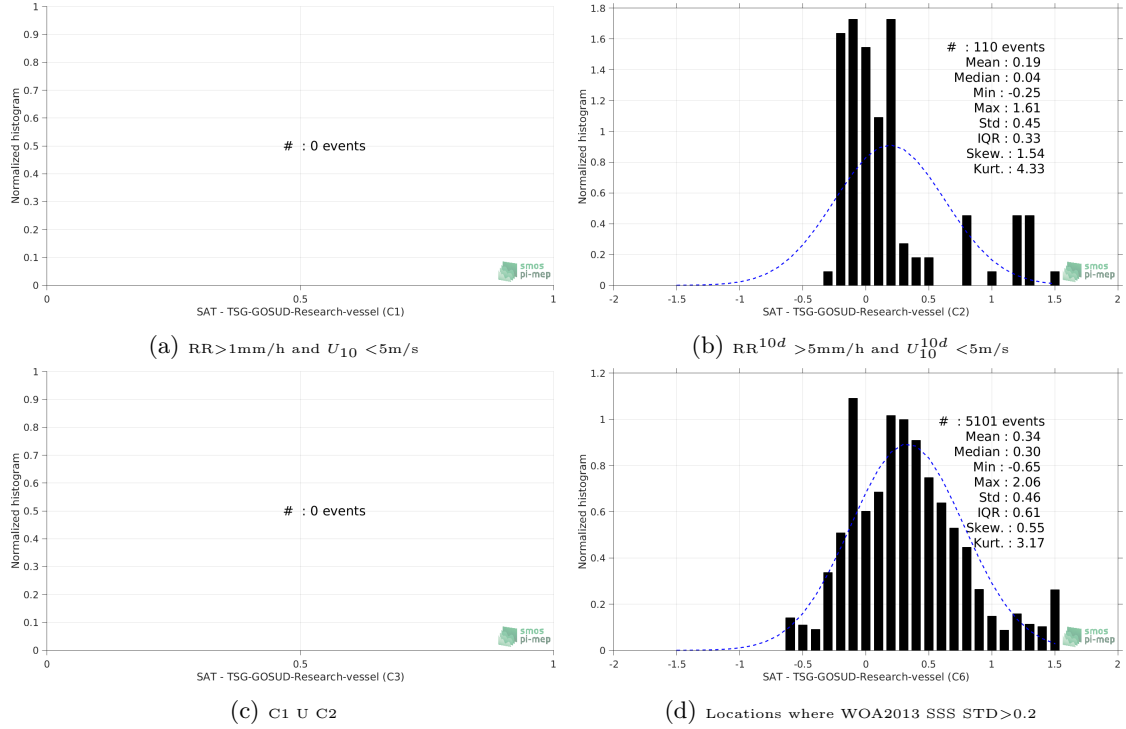 1
0.9
0.8
0.7
0.6
0.5
0.4
0.3
0.2
0.1
0
Normalized histogram
# : 0 events
smos
pi-mep
0 0.5 1
SAT - TSG-GOSUD-Research-vessel (C1)
(a) RR>1mm/h and U10 <5m/s
1.8
1.6
1.4
1.2
1
0.8
0.6
0.4
0.2
0
Normalized histogram
# : 110 events
Mean : 0.19
Median : 0.04
Min : -0.25
Max : 1.61
Std : 0.45
IQR : 0.33
Skew. : 1.54
Kurt. : 4.33
smos
pi-mep
-2 -1.5 -1 -0.5 0 0.5 1 1.5 2
SAT - TSG-GOSUD-Research-vessel (C2)
(b) RR10d >5mm/h and U10d10 <5m/s
1
0.9
0.8
0.7
0.6
0.5
0.4
0.3
0.2
0.1
0
Normalized histogram
# : 0 events
smos
pi-mep
0 0.5 1
SAT - TSG-GOSUD-Research-vessel (C3)
(c) C1 U C2
1.2
1
0.8
0.6
0.4
0.2
0
Normalized histogram
# : 5101 events
Mean : 0.34
Median : 0.30
Min : -0.65
Max : 2.06
Std : 0.46
IQR : 0.61
Skew. : 0.55
Kurt. : 3.17
smos
pi-mep
-2 -1.5 -1 -0.5 0 0.5 1 1.5 2
SAT - TSG-GOSUD-Research-vessel (C6)
(d) Locations where WOA2013 SSS STD>0.2